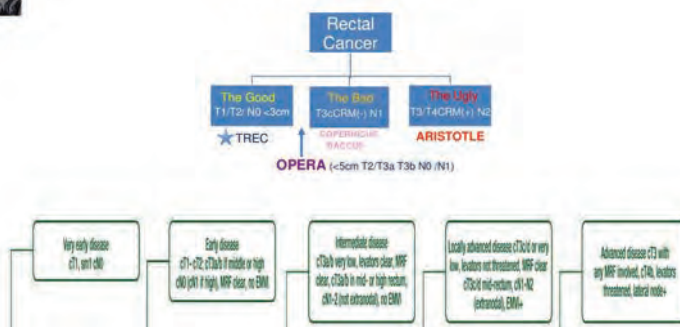 Rectal
Cancer
The Good
T1/T2/ N0 <3cm
The Bad
T3cCRM(-) N1
The Ugly
T3/T4CRM(+) N2
TREC
COPERNICUS
BACCUS
ARISTOTLE
OPERA (<5cm T2/T3a T3b N0 /N1)
Very early disease
cT1, sm1 cN0
Early disease
cT1-cT2; cT3a/b if middle or high
cN0 (cN1 if high), MRF clear, no EMVI
Intermediate disease
cT3a/b very low, levators clear, MRF
clear, cT3a/b in mid- or high rectum,
cN1-2 (not extranodal), no EMVI
Locally advanced disease cT3c/d or very
low, levators not threatened, MRF clear
cT3c/d mid-rectum, cN1-N2
(extranodal), EMVI+
Advanced disease cT3 with
any MRF involved, cT4b, levators
threatened, lateral node+